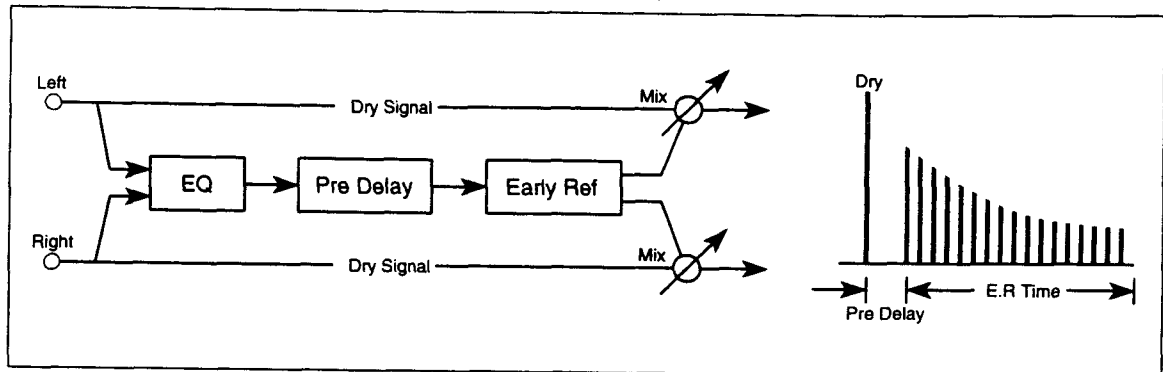 Left
Dry Signal
Mix
EQ
Pre Delay
Early Ref
Right
Dry Signal
Mix
Dry
E.R Time
Pre Delay